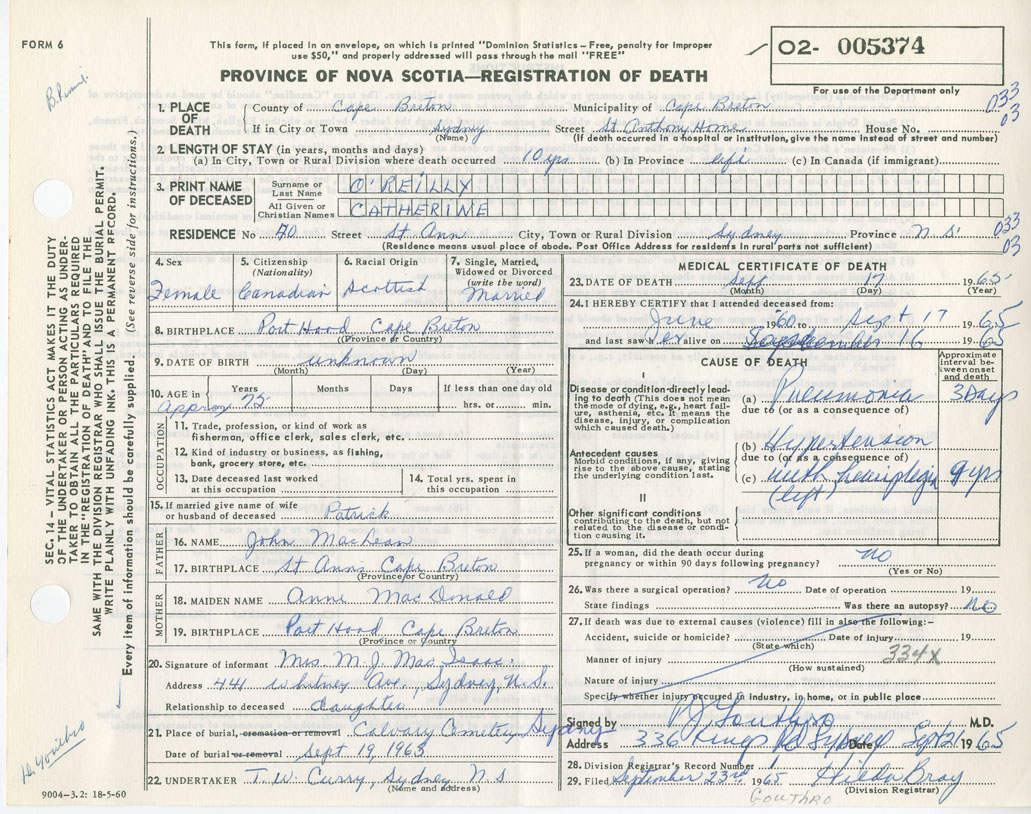 FORM 6
This form, if placed in an envelope, on which is printed "Dominion Statistics – Free, penalty for improper
use $50," and properly addressed will pass through the mail "FREE"
O2- 005374
PROVINCE OF NOVA SCOTIA—REGISTRATION OF DEATH
For use of the Department only
033
03
1. PLACE OF DEATH
County of Cape Breton Municipality of Cape Breton
If in City or Town Sydney Street St. Anthony Home House No.
(Name) (If death occurred in a hospital or institution, give the name instead of street and number)
2. LENGTH OF STAY (in years, months and days)
(a) In City, Town or Rural Division where death occurred 10 yrs (b) In Province life (c) In Canada (if immigrant)
3. PRINT NAME OF DECEASED
Surname or Last Name O'REILLY
All Given or Christian Names CATHERINE
RESIDENCE No 70 Street St Ann City, Town or Rural Division Sydney Province N S
(Residence means usual place of abode. Post Office Address for residents in rural parts not sufficient)
033
03
4. Sex Female
5. Citizenship (Nationality) Canadian
6. Racial Origin Scottish
7. Single, Married, Widowed or Divorced (write the word) Married
8. BIRTHPLACE Port Hood Cape Breton
(Province or Country)
9. DATE OF BIRTH unknown
(Month) (Day) (Year)
10. AGE in Years Months Days If less than one day old
approx 75 hrs. or min.
OCCUPATION
11. Trade, profession, or kind of work as
fisherman, office clerk, sales clerk, etc.
12. Kind of industry or business, as fishing,
bank, grocery store, etc.
13. Date deceased last worked
at this occupation
14. Total yrs. spent in
this occupation
15. If married give name of wife
or husband of deceased Patrick
FATHER
16. NAME John MacLean
17. BIRTHPLACE St Anns Cape Breton
(Province/or Country)
MOTHER
18. MAIDEN NAME Anne MacDonald
19. BIRTHPLACE Port Hood Cape Breton
(Province or Country)
20. Signature of informant Mrs M. J. MacIsaac
Address 441 Whitney Ave., Sydney, N.S.
Relationship to deceased daughter
21. Place of burial, cremation or removal Calvary Cemetery Sydney
Date of burial or removal Sept 19, 1965
22. UNDERTAKER T. W. Curry, Sydney N.S
(Name and address)
9004-3.2: 18-5-60
MEDICAL CERTIFICATE OF DEATH
23. DATE OF DEATH Sept 17 1965
(Month) (Day) (Year)
24. I HEREBY CERTIFY that I attended deceased from:
June 1960 to Sept 17 1965
and last saw her alive on September 16 1965
CAUSE OF DEATH
Approximate interval between onset and death
I
Disease or condition directly leading to death (This does not mean the mode of dying, e.g., heart failure, asthenia, etc. It means the disease, injury, or complication which caused death.)
(a) Pneumonia 3 Days
due to (or as a consequence of)
Antecedent causes
Morbid conditions, if any, giving rise to the above cause, stating the underlying condition last.
(b) Hypertension
due to (or as a consequence of)
(c) with hemiplegia 9 yrs
(left)
II
Other significant conditions
contributing to the death, but not related to the disease or condition causing it.
25. If a woman, did the death occur during
pregnancy or within 90 days following pregnancy? no
(Yes or No)
26. Was there a surgical operation? no Date of operation 19
State findings Was there an autopsy? no
27. If death was due to external causes (violence) fill in also the following:—
Accident, suicide or homicide? Date of injury 19
(State which)
Manner of injury 334X
(How sustained)
Nature of injury
Specify whether injury occurred in industry, in home, or in public place
Signed by Gouthro M.D.
Address 336 Kings Rd Sydney Date Sept 21 1965
28. Division Registrar's Record Number
29. Filed September 23rd 1965 Hilda Bray
(Division Registrar)
GOUTHRO
SEC. 14 – VITAL STATISTICS ACT MAKES IT THE DUTY
OF THE UNDERTAKER OR PERSON ACTING AS UNDER-
TAKER TO OBTAIN ALL THE PARTICULARS REQUIRED
IN THE "REGISTRATION OF DEATH" AND TO FILE THE
SAME WITH THE DIVISION REGISTRAR WHO SHALL ISSUE THE BURIAL PERMIT.
WRITE PLAINLY WITH UNFADING INK. THIS IS A PERMANENT RECORD.
Every item of information should be carefully supplied. (See reverse side for instructions.)